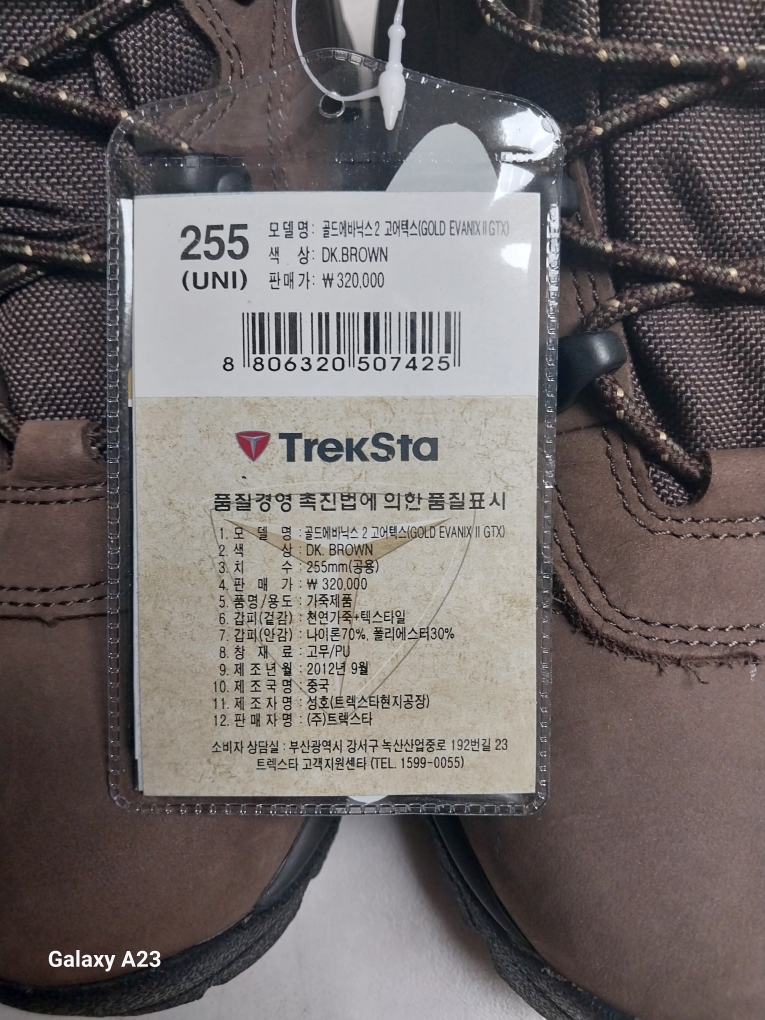 255
(UNI)
모델명: 골드에바닉스2 고어텍스(GOLD EVANIX II GTX)
색 상: DK.BROWN
판매가: ₩ 320,000
8 806320 507425
TrekSta
품질경영 촉진법에 의한 품질표시
1. 모 델 명 : 골드에바닉스 2 고어텍스(GOLD EVANIX II GTX)
2. 색 상 : DK. BROWN
3. 치 수 : 255mm(공용)
4. 판 매 가 : ₩ 320,000
5. 품명/용도 : 가죽제품
6. 갑피(겉감) : 천연가죽+텍스타일
7. 갑피(안감) : 나이론70%, 폴리에스터30%
8. 창 재 료 : 고무/PU
9. 제 조 년 월 : 2012년 9월
10. 제 조 국 명 : 중국
11. 제 조 자 명 : 성호(트랙스타현지공장)
12. 판 매 자 명 : (주)트렉스타
소비자 상담실 : 부산광역시 강서구 녹산산업중로 192번길 23
트렉스타 고객지원센타 (TEL. 1599-0055)
Galaxy A23